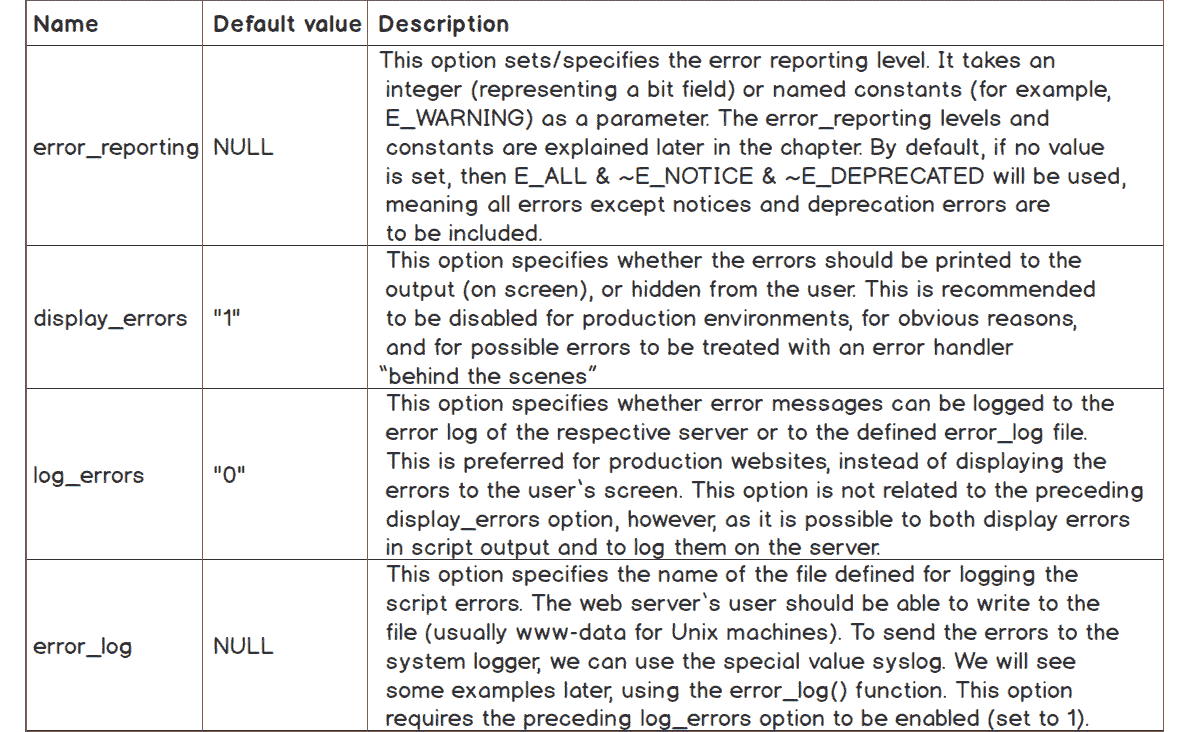 Name Default value Description
This option sets/specifies the error reporting level. It takes an
integer (representing a bit field) or named constants (for example,
E_WARNING) as a parameter. The error_reporting levels and
error_reporting NULL constants are explained later in the chapter. By default, if no value
is set, then E_ALL & ~E_NOTICE & ~E_DEPRECATED will be used,
meaning all errors except notices and deprecation errors are
to be included.
This option specifies whether the errors should be printed to the
output (on screen), or hidden from the user. This is recommended
display_errors "1" to be disabled for production environments, for obvious reasons,
and for possible errors to be treated with an error handler
“behind the scenes”
This option specifies whether error messages can be logged to the
error log of the respective server or to the defined error_log file.
log_errors "0" This is preferred for production websites, instead of displaying the
errors to the user‵s screen. This option is not related to the preceding
display_errors option, however, as it is possible to both display errors
in script output and to log them on the server.
This option specifies the name of the file defined for logging the
script errors. The web server‵s user should be able to write to the
file (usually www-data for Unix machines). To send the errors to the
error_log NULL system logger, we can use the special value syslog. We will see
some examples later, using the error_log() function. This option
requires the preceding log_errors option to be enabled (set to 1).